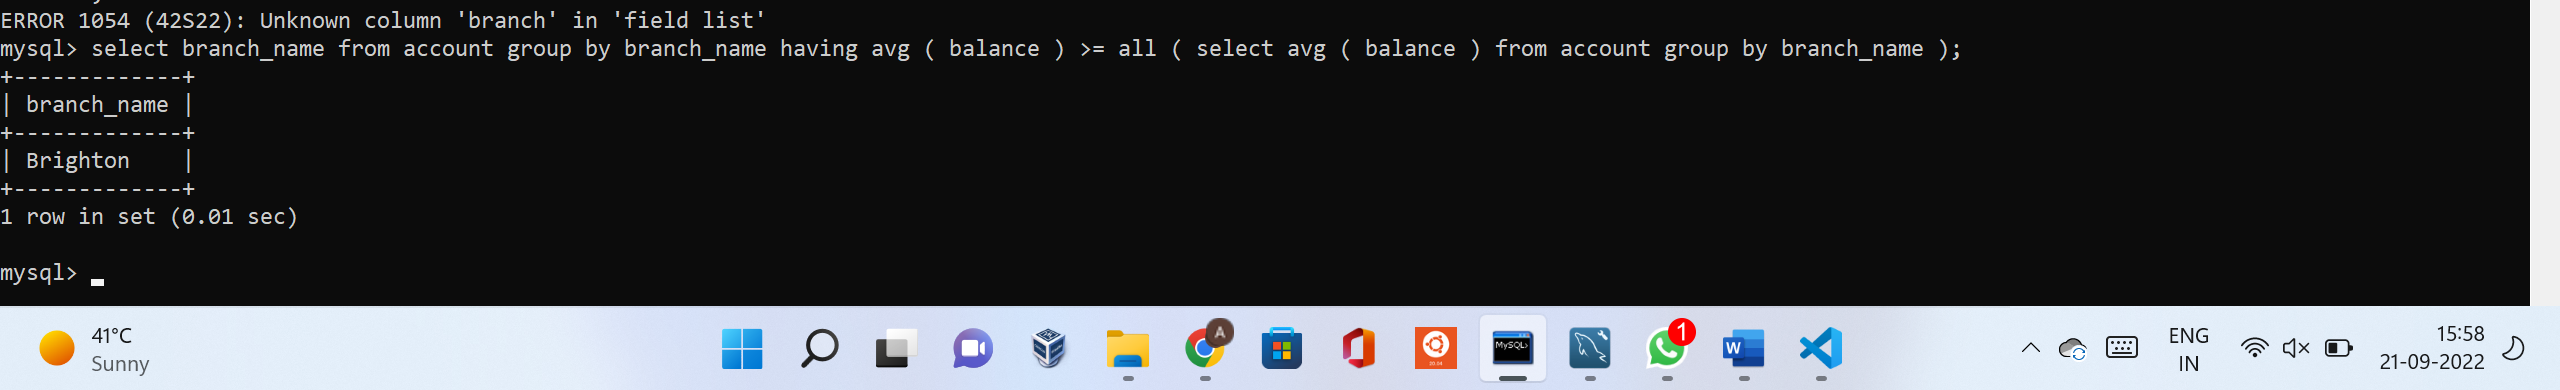 ERROR 1054 (42S22): Unknown column 'branch' in 'field list'
mysql> select branch_name from account group by branch_name having avg ( balance ) >= all ( select avg ( balance ) from account group by branch_name );
+-------------+
| branch_name |
+-------------+
| Brighton    |
+-------------+
1 row in set (0.01 sec)
mysql>
41°C
Sunny
A
MySQL>
1
W
ENG
IN
15:58
21-09-2022